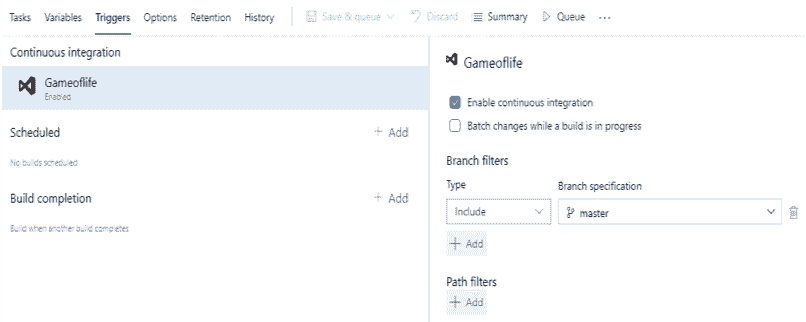 Tasks Variables Triggers Options Retention History Save & queue Discard Summary Queue ...
Continuous integration
Gameoflife
Enabled
Scheduled + Add
No builds scheduled
Build completion + Add
Build when another build completes
Gameoflife
Enable continuous integration
Batch changes while a build is in progress
Branch filters
Type Branch specification
Include master
+ Add
Path filters
+ Add